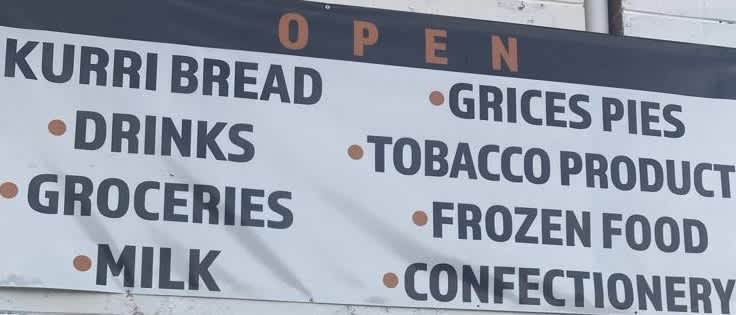 OPEN
KURRI BREAD
•DRINKS
•GROCERIES
•MILK
•GRICES PIES
•TOBACCO PRODUCT
•FROZEN FOOD
•CONFECTIONERY